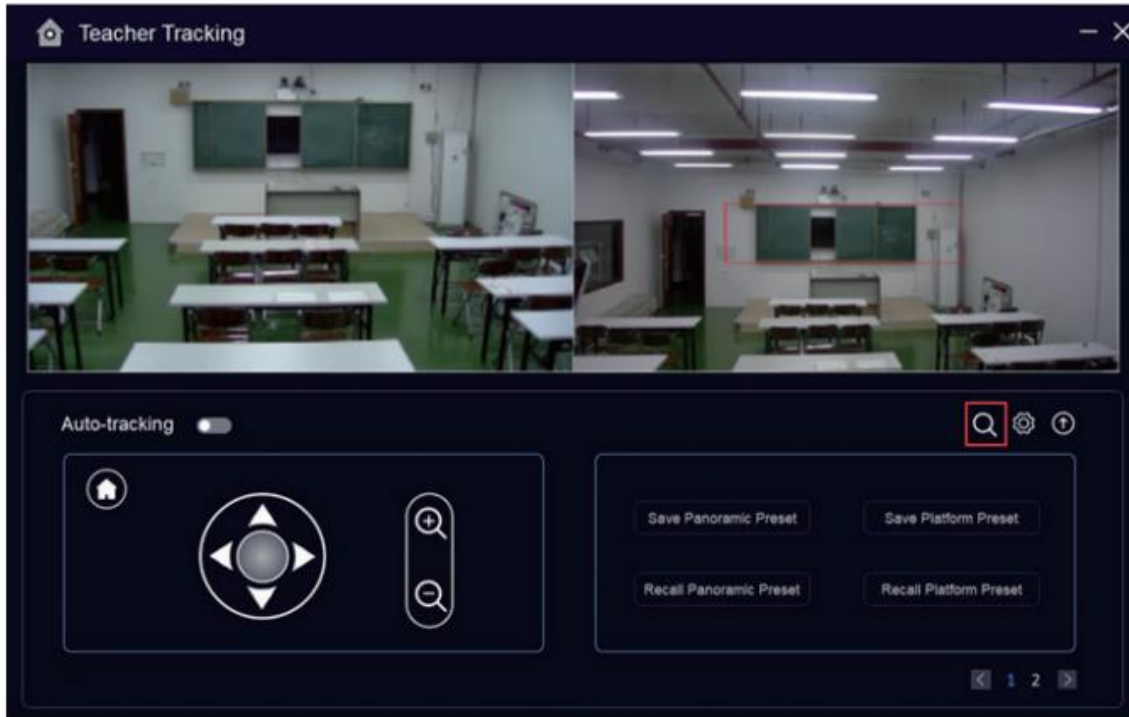 Teacher Tracking
Auto-tracking
Save Panoramic Preset
Save Platform Preset
Recall Panoramic Preset
Recall Platform Preset
1 2